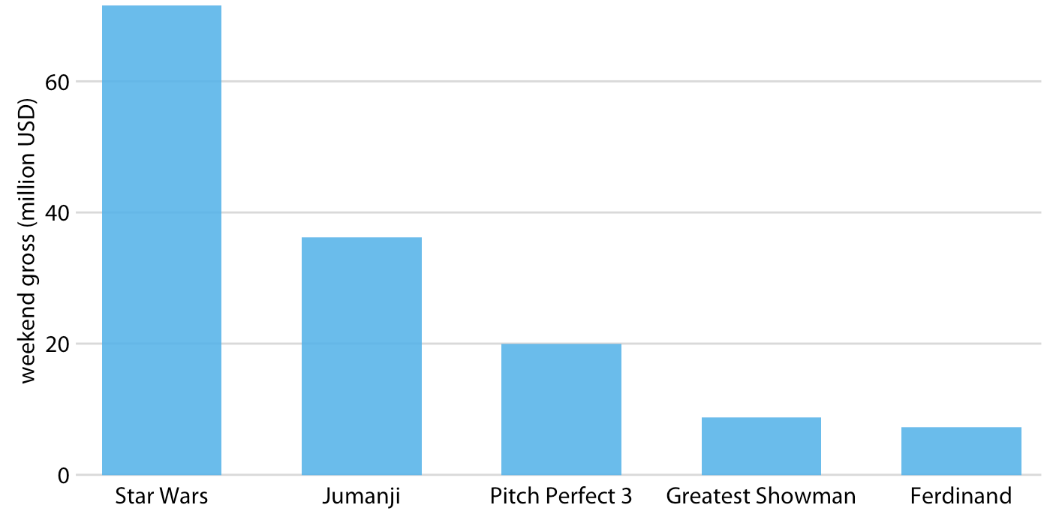 weekend gross (million USD)
60
40
20
0
Star Wars
Jumanji
Pitch Perfect 3
Greatest Showman
Ferdinand